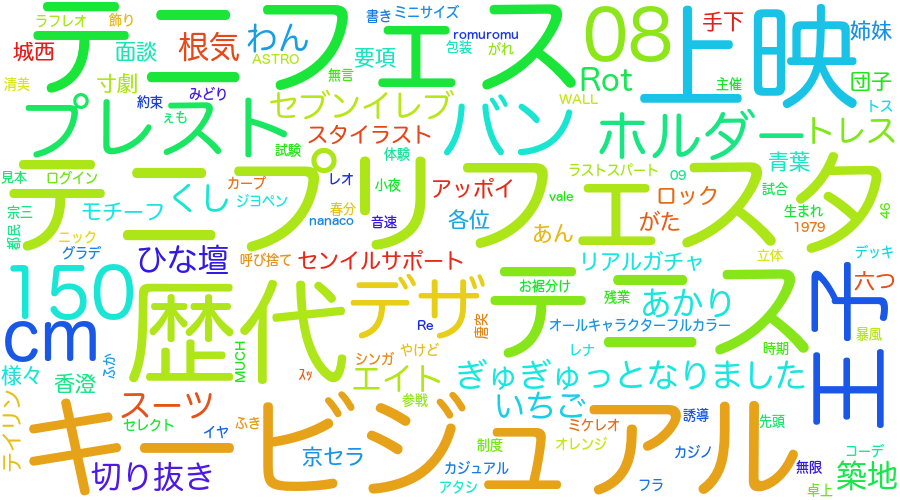 ラフレオ
飾り
テニフェス
書き
ミニサイズ
08
上映
手下
姉妹
城西
面談
根気
わん
ASTRO
romuromu
包装
がれ
要項
無言
清美
寸劇
約束
みどり
セブンイレブ
Rot
WALL
主催
団子
プレスト
えも
試験
スタイラスト
バン
ホルダー
トレス
トス
体験
見本
ログイン
カープ
レオ
小夜
アッポイ
ラストスパート
09
青葉
試合
テニプリフェスタ
くし
ジヨペン
vale
ロック
生まれ
46
宗三
モチーフ
春分
nanaco
音速
各位
がた
1979
都民
ニック
グラデ
ひな壇
呼び捨て
センイルサポート
あん
リアルガチャ
立体
デッキ
150
cm
歴代
デザ
テニス
お裾分け
残業
あかり
王子
六つ
唐突
Re
オールキャラクターフルカラー
暴風
MUCH
やけど
レナ
時期
様々
香澄
ふか
ｽｯ
シンガ
エイト
ぎゅぎゅっとなりました
テイリン
キービジュアル
スーツ
参戦
いちご
セレクト
イヤ
ふき
ミケレオ
誘導
先頭
切り抜き
京セラ
制度
オレンジ
カジノ
コーデ
カジュアル
アタシ
フラ
無限
築地
卓上